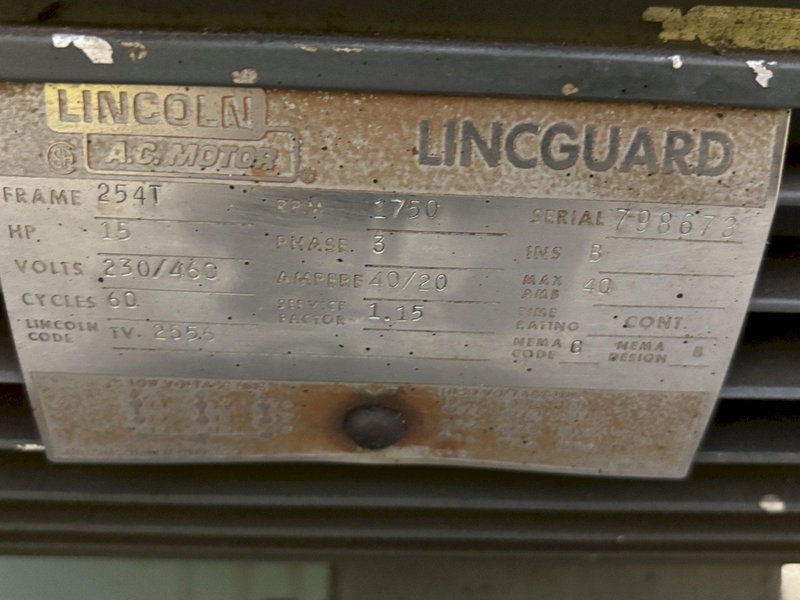 LINCOLN
A.C. MOTOR
LINCGUARD
FRAME 254T RPM 1750 SERIAL 798673
HP. 15 PHASE 3 INS B
VOLTS 230/460 AMPERE 40/20 MAX AMB 40
CYCLES 60 SERVICE FACTOR 1.15 TIME RATING CONT.
LINCOLN CODE TV. 2556 NEMA CODE G NEMA DESIGN B